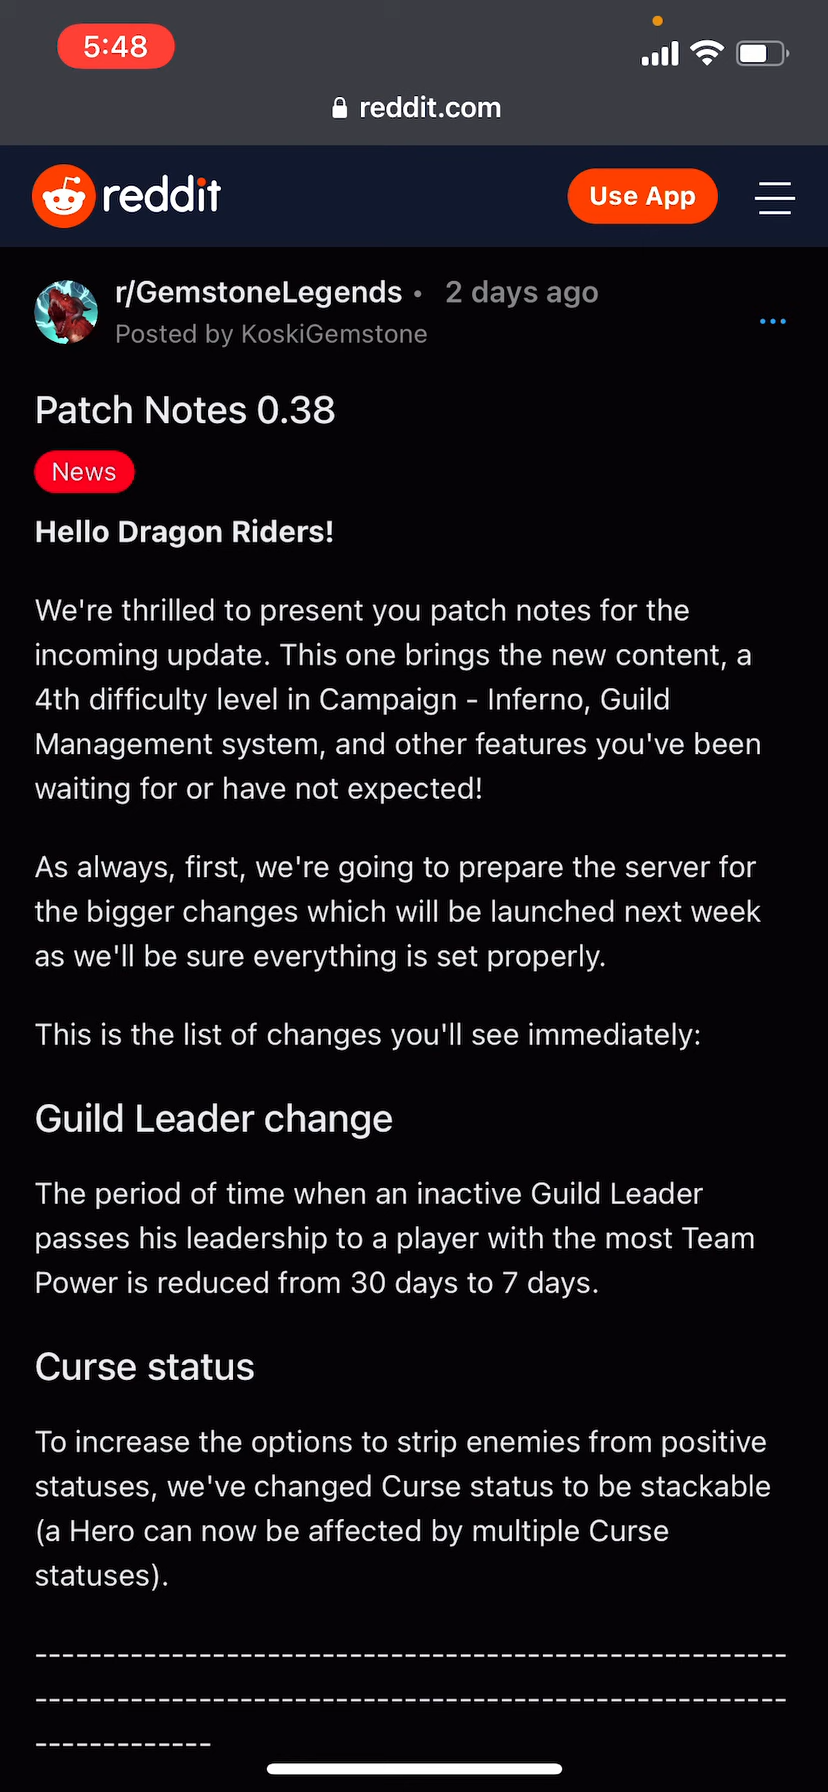 5:48
reddit.com
reddit
Use App
r/GemstoneLegends • 2 days ago
Posted by KoskiGemstone
Patch Notes 0.38
News
Hello Dragon Riders!
We're thrilled to present you patch notes for the
incoming update. This one brings the new content, a
4th difficulty level in Campaign - Inferno, Guild
Management system, and other features you've been
waiting for or have not expected!
As always, first, we're going to prepare the server for
the bigger changes which will be launched next week
as we'll be sure everything is set properly.
This is the list of changes you'll see immediately:
Guild Leader change
The period of time when an inactive Guild Leader
passes his leadership to a player with the most Team
Power is reduced from 30 days to 7 days.
Curse status
To increase the options to strip enemies from positive
statuses, we've changed Curse status to be stackable
(a Hero can now be affected by multiple Curse
statuses).
-------------------------------------------------------
-------------------------------------------------------
-------------